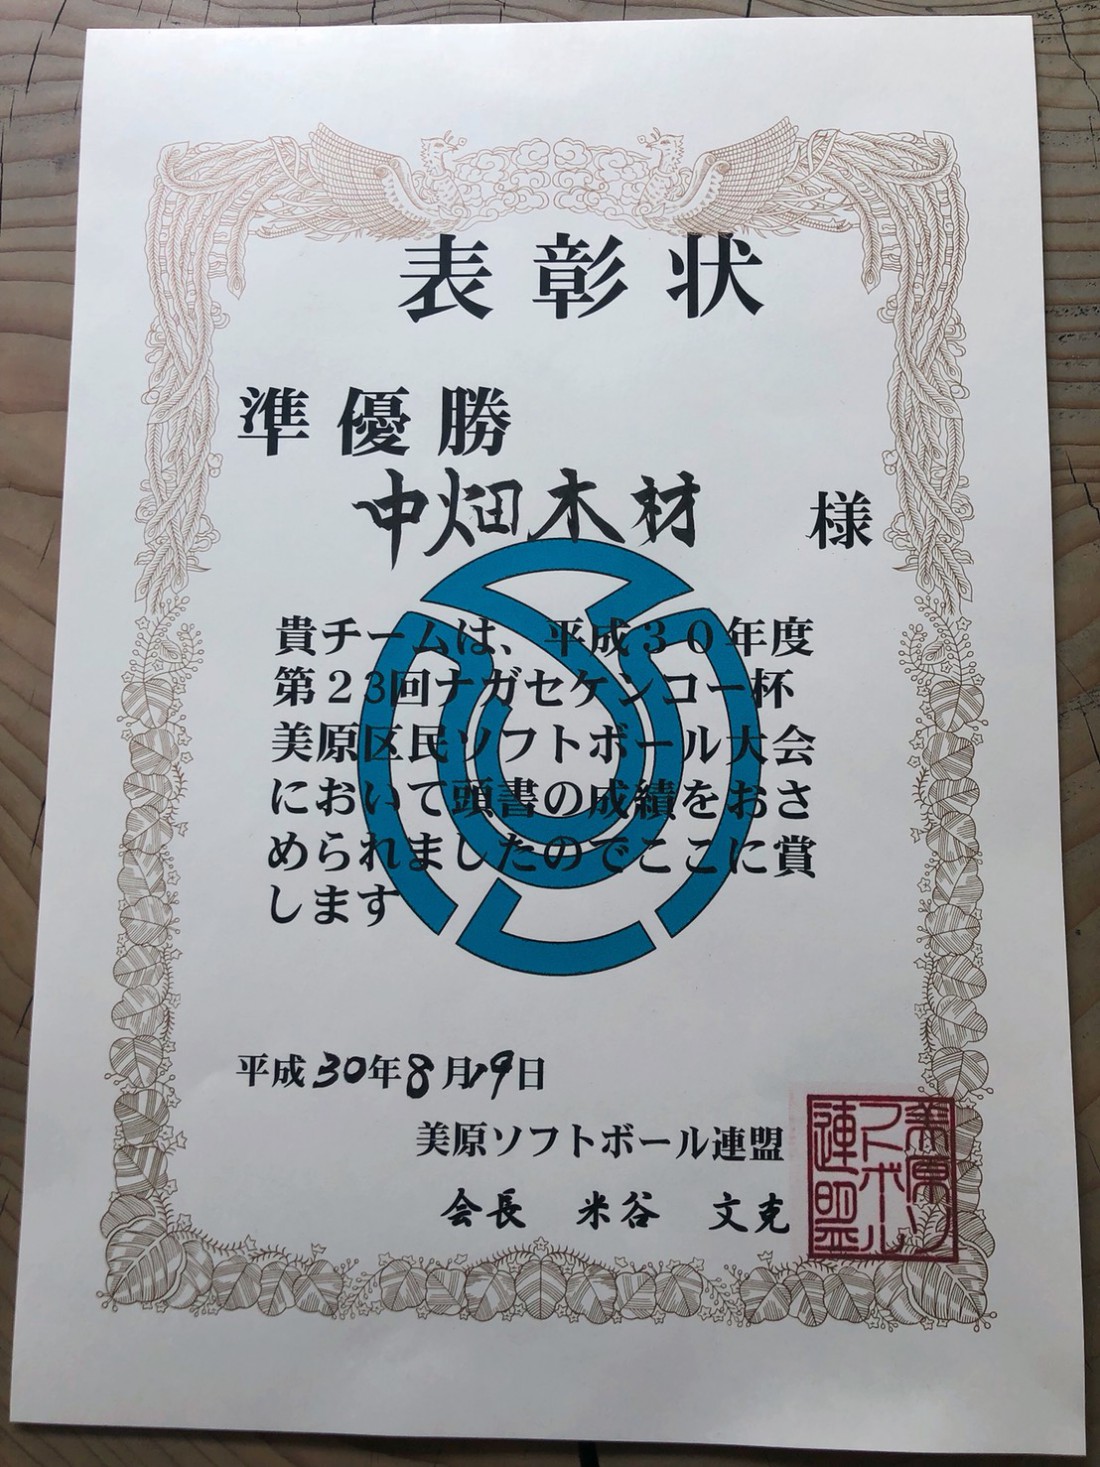 表彰状
準優勝
中畑木材 様
貴チームは、平成３０年度
第２３回ナガセケンコー杯
美原区民ソフトボール大会
において頭書の成績をおさ
められましたのでここに賞
します
平成30年8月19日
美原ソフトボール連盟
会長 米谷 文克
美原ソ
フトボール
連盟